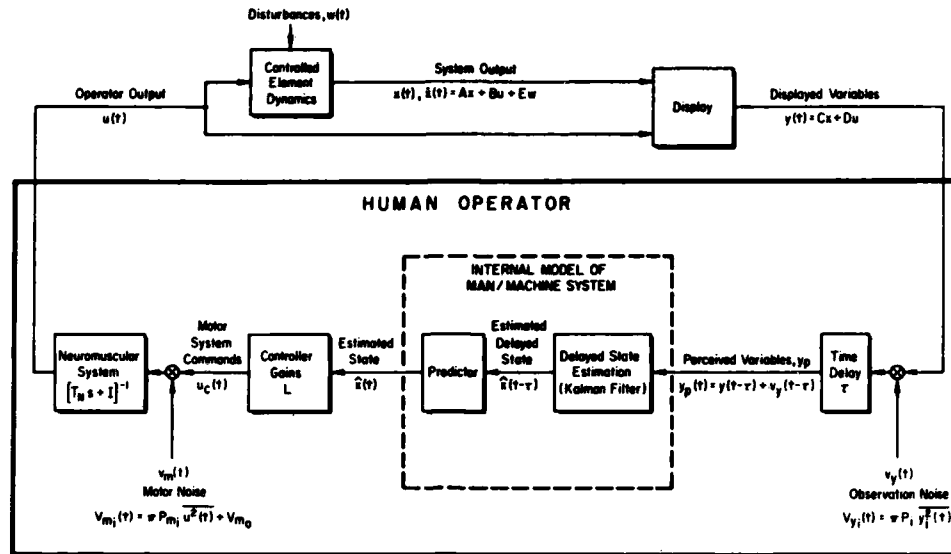 Disturbances, w(t)
Controlled
Element
Dynamics
System Output
x(t), ẋ(t) = Ax + Bu + Ew
Operator Output
u(t)
Display
Displayed Variables
y(t) = Cx + Du
HUMAN OPERATOR
INTERNAL MODEL OF
MAN/MACHINE SYSTEM
Neuromuscular
System
[T_N s + I]^-1
Motor
System
Commands
u_c(t)
Controller
Gains
L
Estimated
State
x̂(t)
Predictor
Estimated
Delayed
State
x̂(t-τ)
Delayed State
Estimation
(Kalman Filter)
Perceived Variables, y_p
y_p(t) = y(t-τ) + v_y(t-τ)
Time
Delay
τ
v_m(t)
Motor Noise
V_mi(t) = π P_mi u²(t) + V_mo
v_y(t)
Observation Noise
V_yi(t) = π P_i y_i²(t)